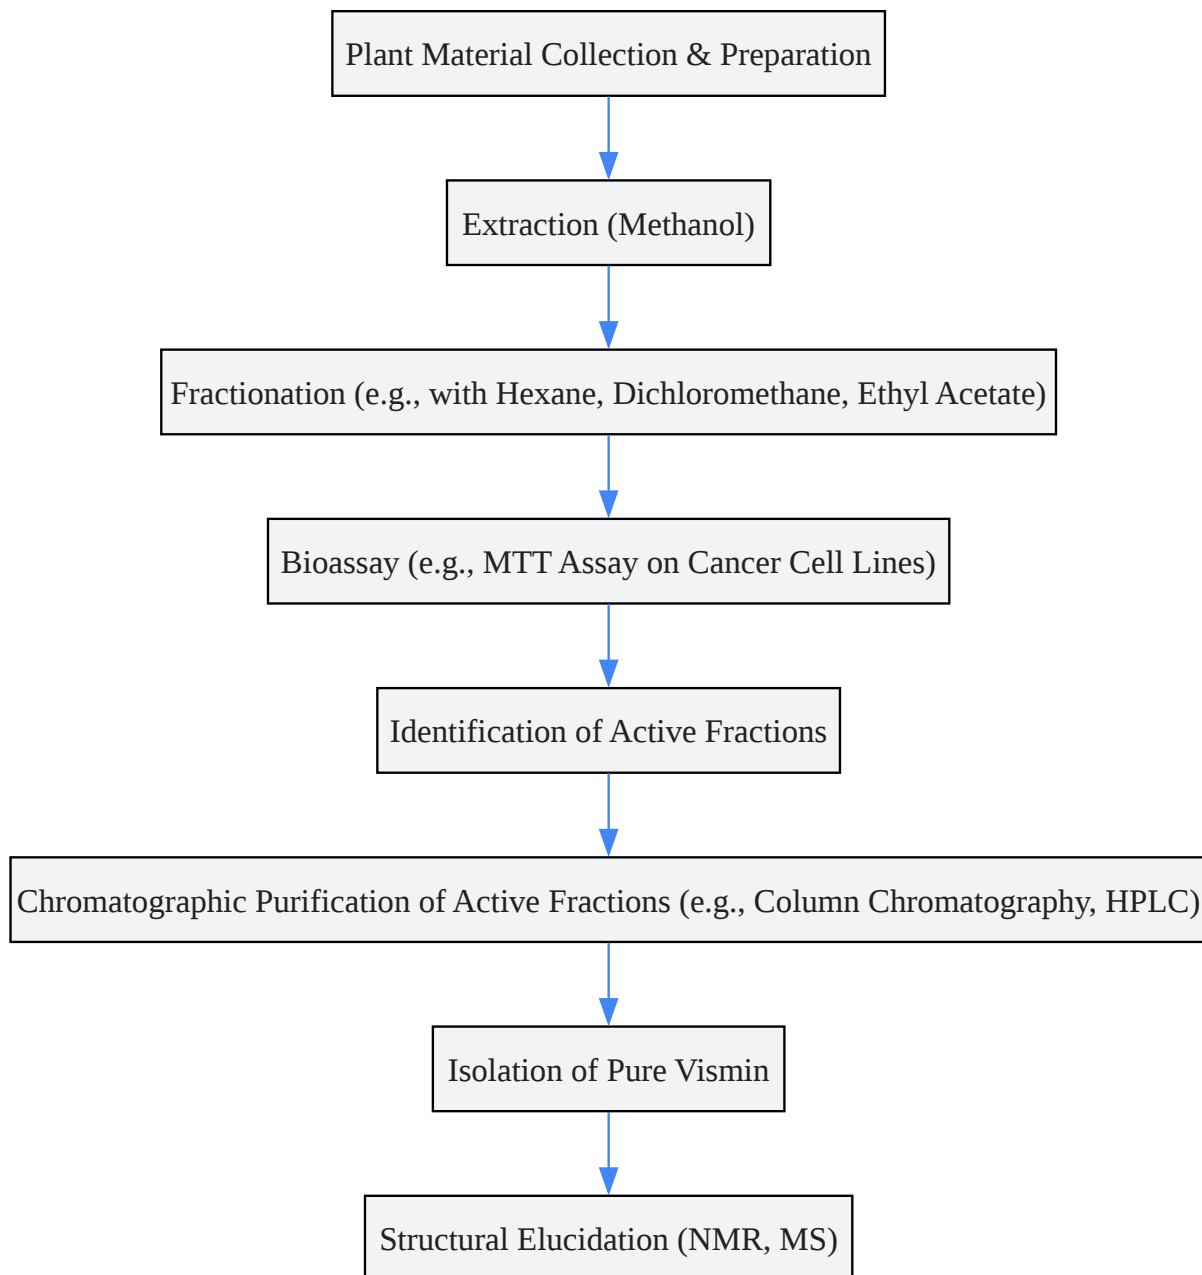 Plant Material Collection & Preparation
Extraction (Methanol)
Fractionation (e.g., with Hexane, Dichloromethane, Ethyl Acetate)
Bioassay (e.g., MTT Assay on Cancer Cell Lines)
Identification of Active Fractions
Chromatographic Purification of Active Fractions (e.g., Column Chromatography, HPLC)
Isolation of Pure Vismin
Structural Elucidation (NMR, MS)